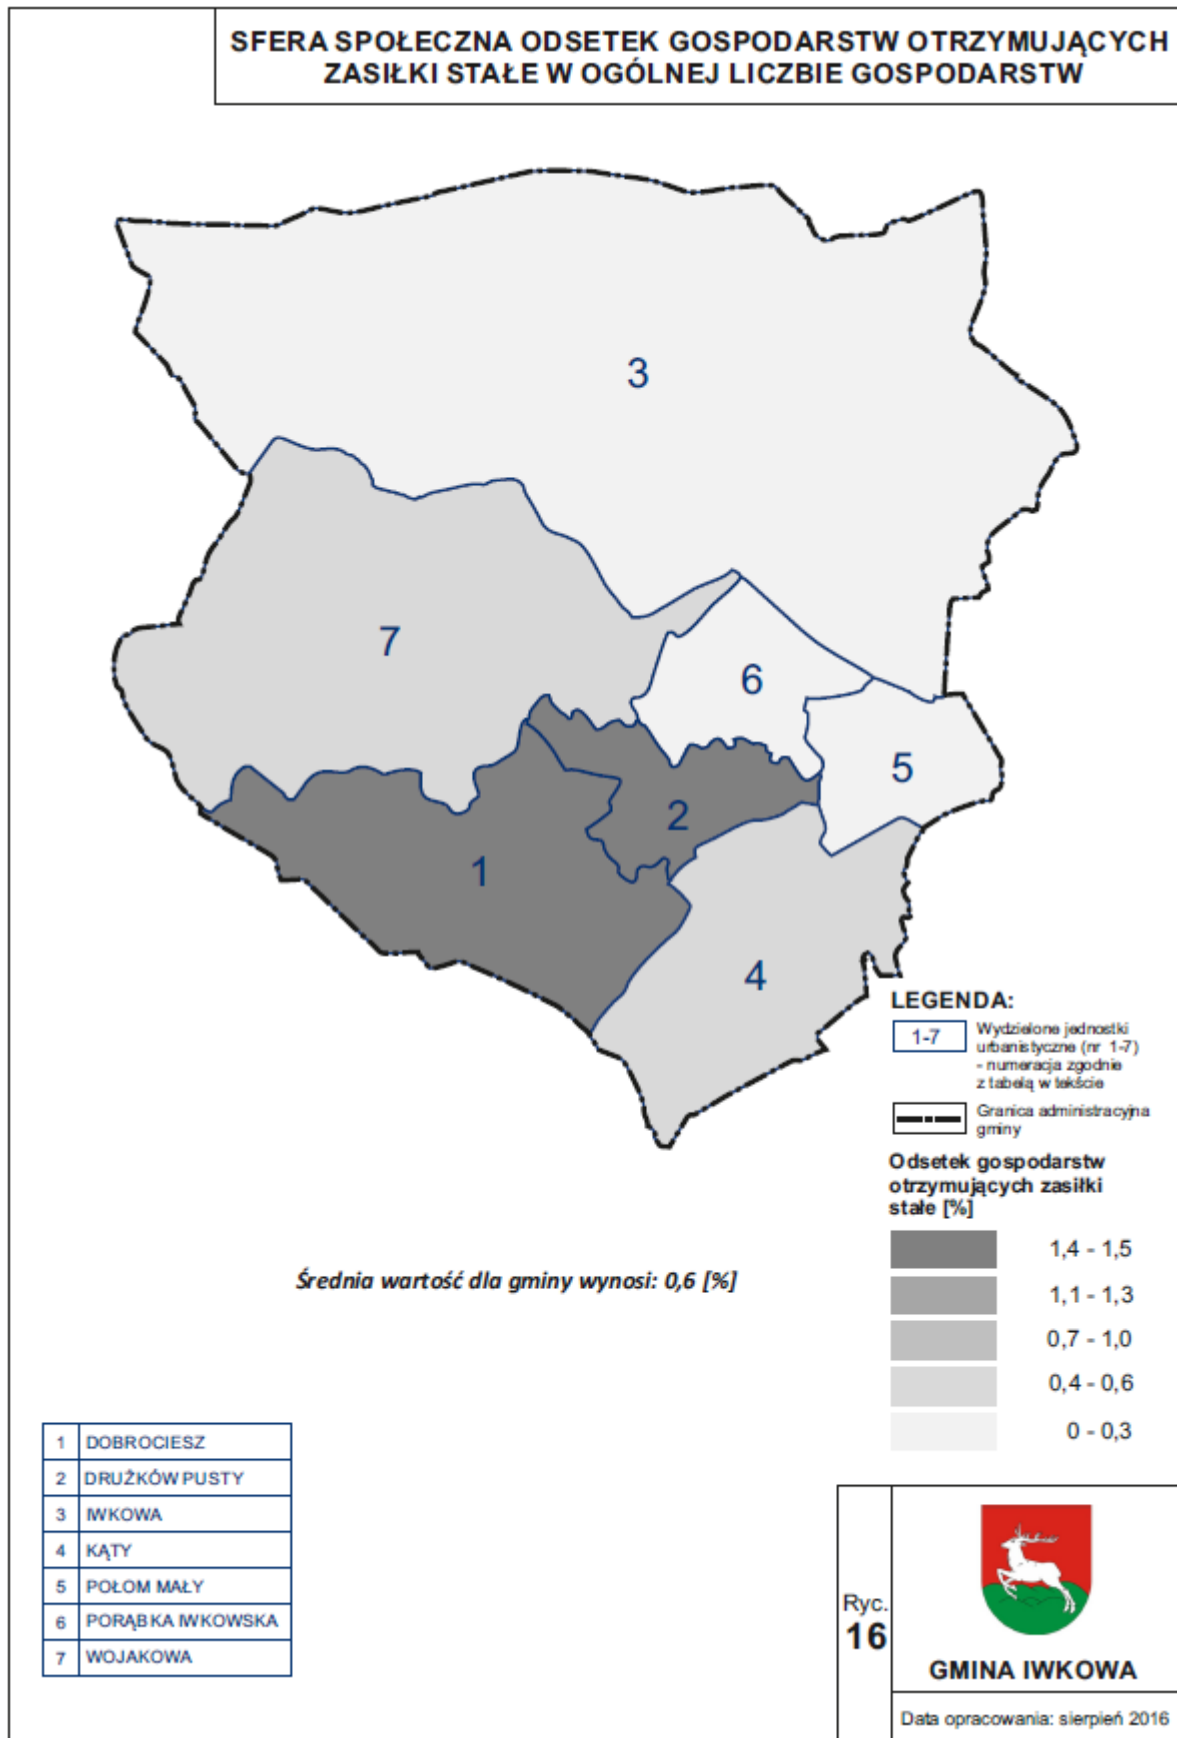 SFERA SPOŁECZNA ODSETEK GOSPODARSTW OTRZYMUJĄCYCH
ZASIŁKI STAŁE W OGÓLNEJ LICZBIE GOSPODARSTW
3
7
6
5
2
1
4
LEGENDA:
1-7
Wydzielone jednostki
urbanistyczne (nr 1-7)
- numeracja zgodnie
z tabelą w tekście
Granica administracyjna
gminy
Odsetek gospodarstw
otrzymujących zasiłki
stałe [%]
1,4 - 1,5
1,1 - 1,3
0,7 - 1,0
0,4 - 0,6
0 - 0,3
Średnia wartość dla gminy wynosi: 0,6 [%]
1 DOBROCIESZ
2 DRUŻKÓW PUSTY
3 IWKOWA
4 KĄTY
5 POŁOM MAŁY
6 PORĄBKA IWKOWSKA
7 WOJAKOWA
Ryc.
16
GMINA IWKOWA
Data opracowania: sierpień 2016